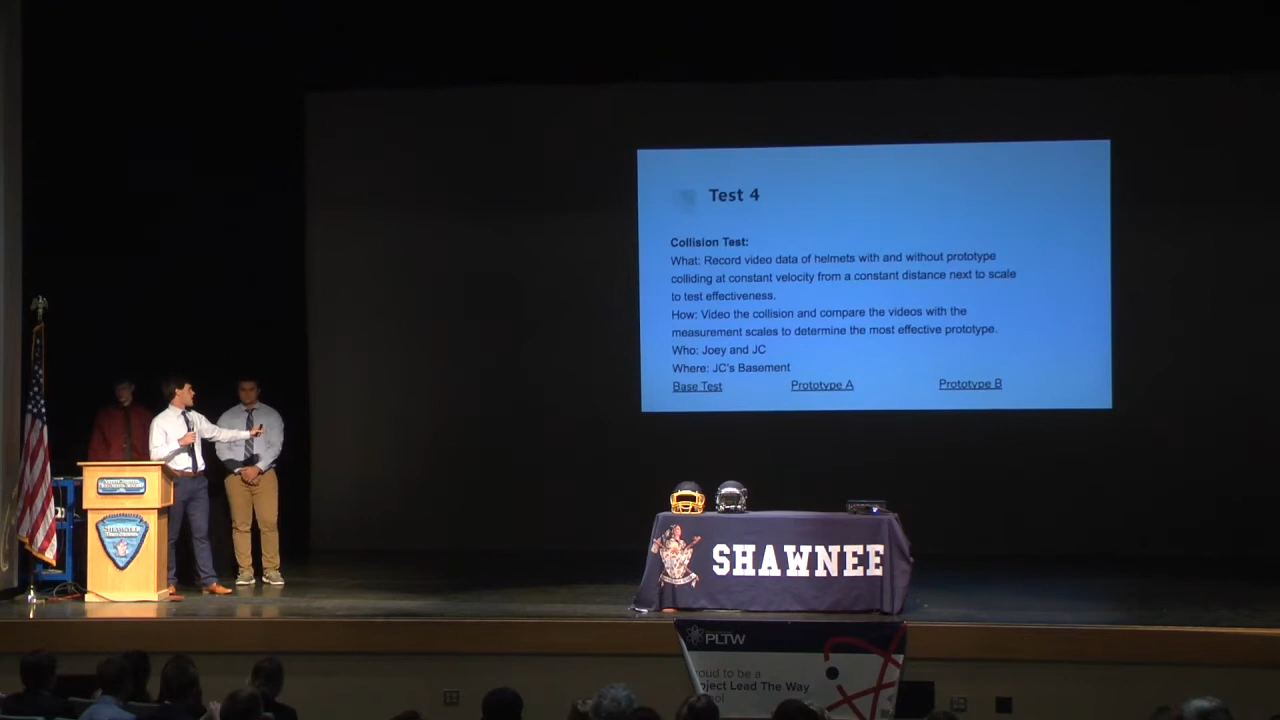 Test 4
Collision Test:
What: Record video data of helmets with and without prototype
colliding at constant velocity from a constant distance next to scale
to test effectiveness.
How: Video the collision and compare the videos with the
measurement scales to determine the most effective prototype.
Who: Joey and JC
Where: JC's Basement
Base Test Prototype A Prototype B
SHAWNEE
SHAWNEE
PLTW
oud to be a
oject Lead The Way
ool